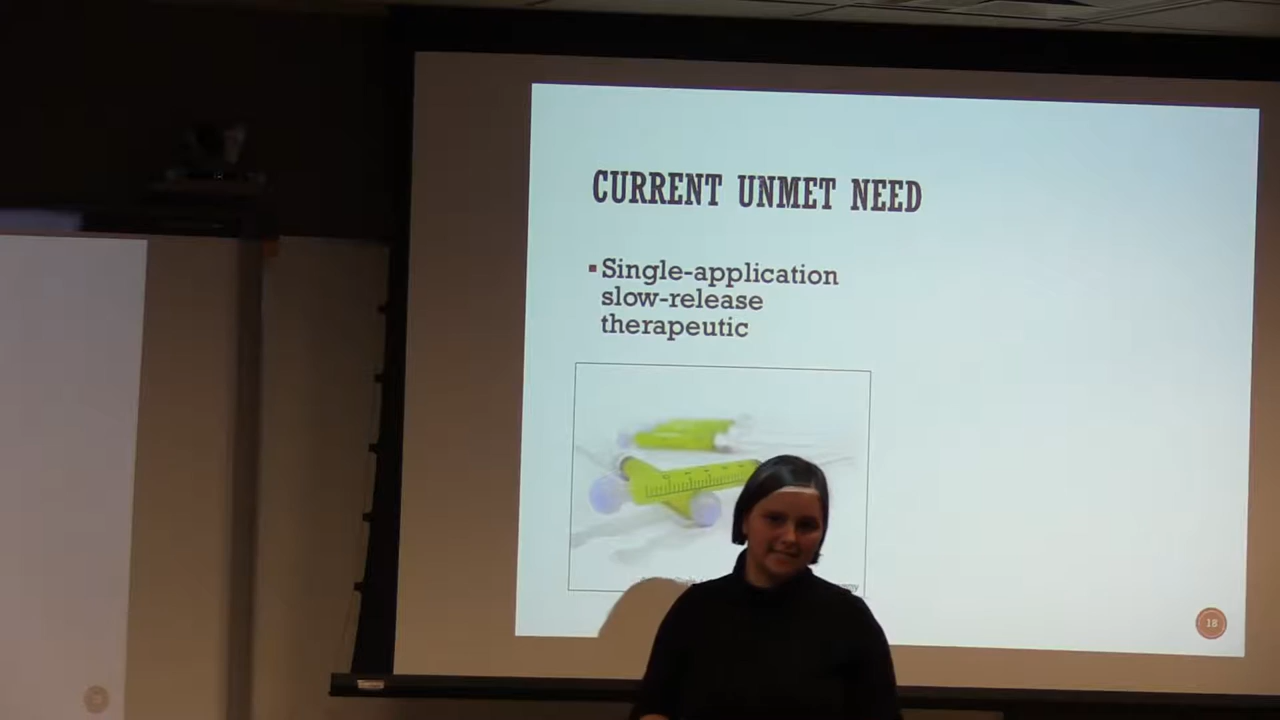 CURRENT UNMET NEED
▪Single-application
slow-release
therapeutic
18